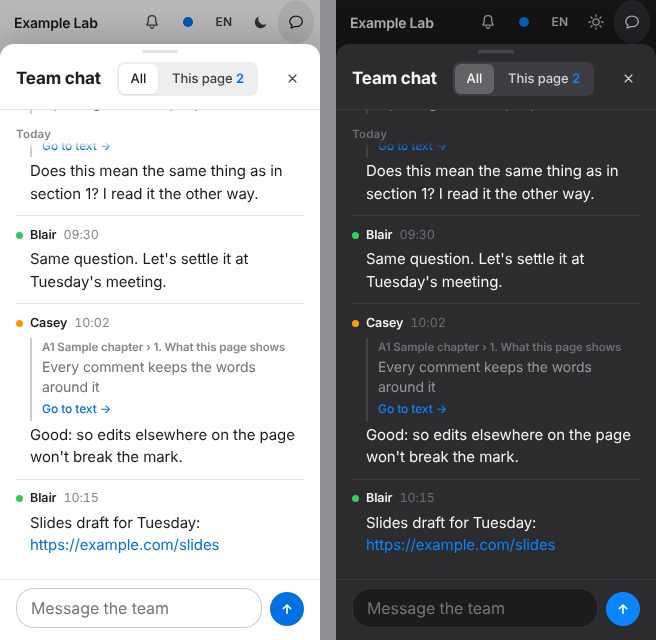 Example Lab EN
Team chat All This page 2
Today
Go to text →
Does this mean the same thing as in
section 1? I read it the other way.
Blair 09:30
Same question. Let's settle it at
Tuesday's meeting.
Casey 10:02
A1 Sample chapter › 1. What this page shows
Every comment keeps the words
around it
Go to text →
Good: so edits elsewhere on the page
won't break the mark.
Blair 10:15
Slides draft for Tuesday:
https://example.com/slides
Message the team
Example Lab EN
Team chat All This page 2
Today
Go to text →
Does this mean the same thing as in
section 1? I read it the other way.
Blair 09:30
Same question. Let's settle it at
Tuesday's meeting.
Casey 10:02
A1 Sample chapter › 1. What this page shows
Every comment keeps the words
around it
Go to text →
Good: so edits elsewhere on the page
won't break the mark.
Blair 10:15
Slides draft for Tuesday:
https://example.com/slides
Message the team